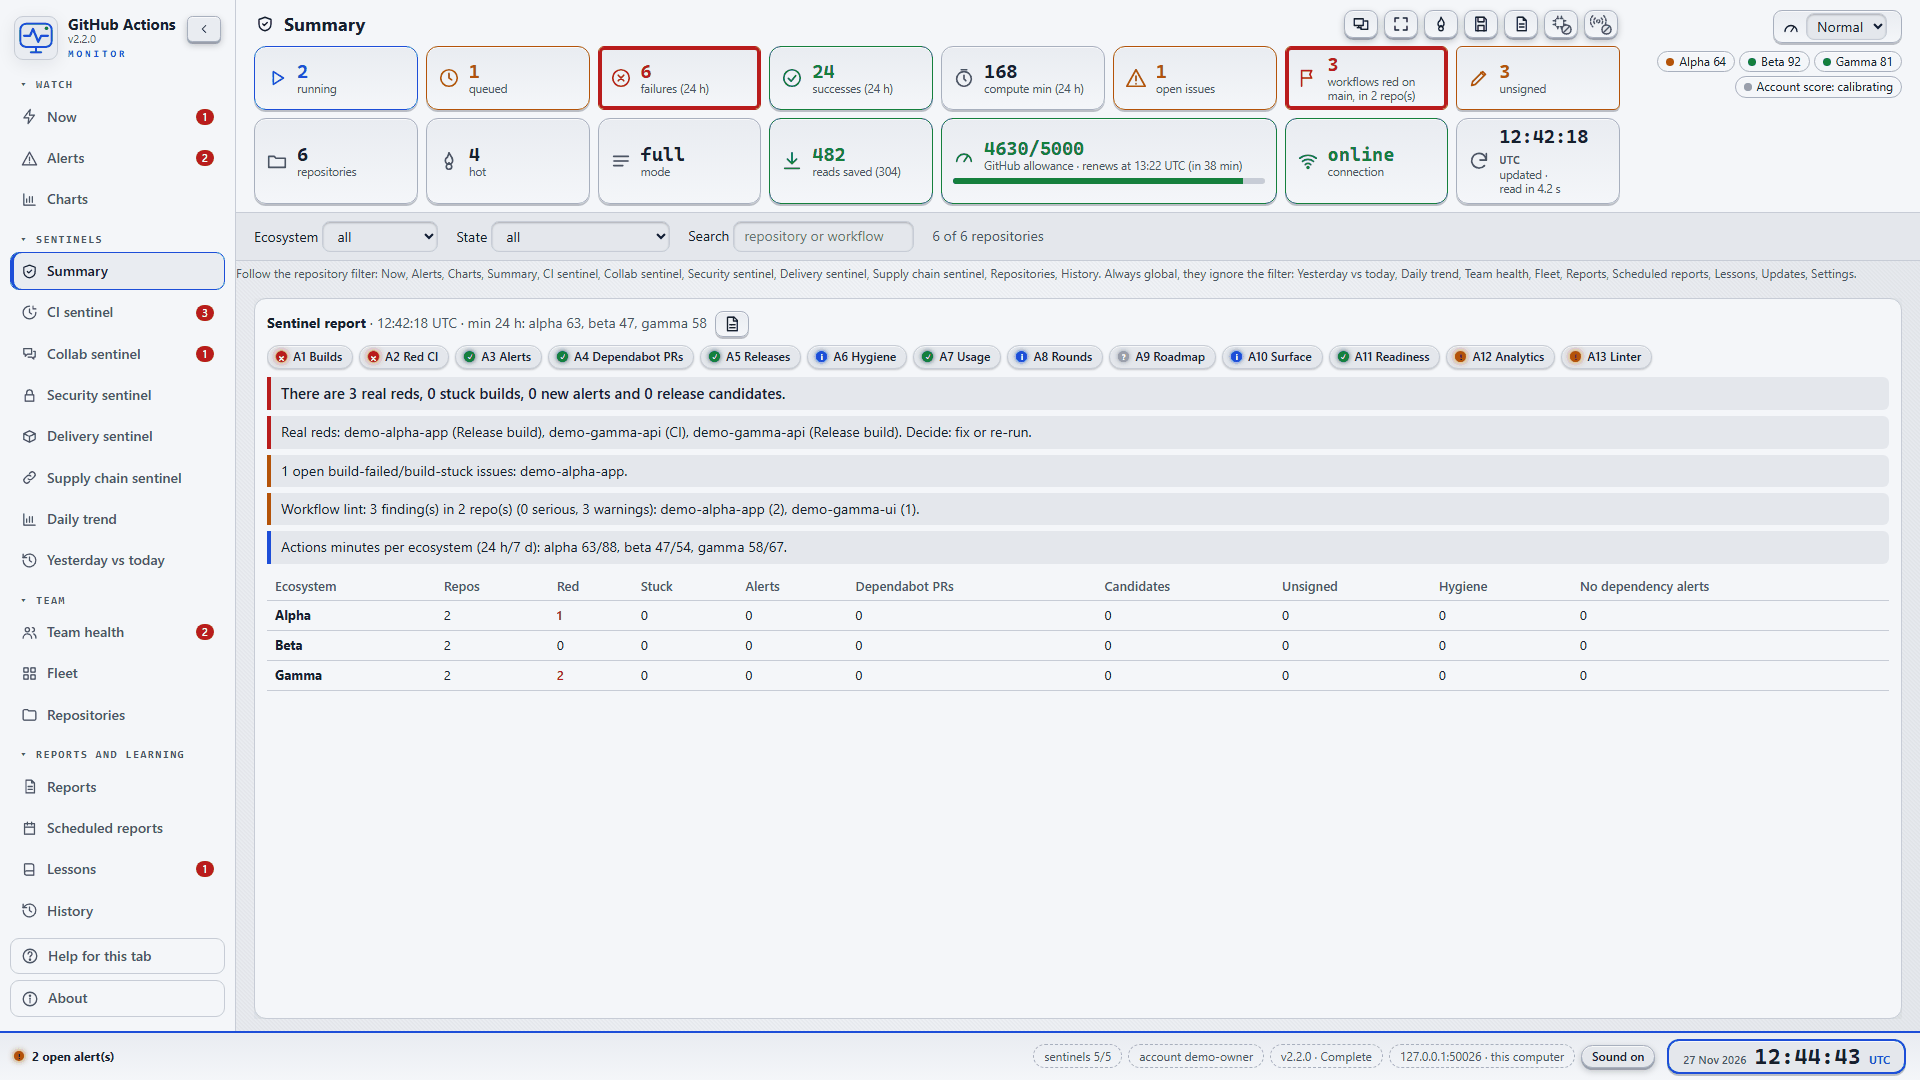 GitHub Actions
v2.2.0
MONITOR
WATCH
Now 1
Alerts 2
Charts
SENTINELS
Summary
CI sentinel 3
Collab sentinel 1
Security sentinel
Delivery sentinel
Supply chain sentinel
Daily trend
Yesterday vs today
TEAM
Team health 2
Fleet
Repositories
REPORTS AND LEARNING
Reports
Scheduled reports
Lessons 1
History
Help for this tab
About
Summary
Normal
Alpha 64 Beta 92 Gamma 81
Account score: calibrating
2
running
1
queued
6
failures (24 h)
24
successes (24 h)
168
compute min (24 h)
1
open issues
3
workflows red on
main, in 2 repo(s)
3
unsigned
6
repositories
4
hot
full
mode
482
reads saved (304)
4630/5000
GitHub allowance · renews at 13:22 UTC (in 38 min)
online
connection
12:42:18
UTC
updated ·
read in 4.2 s
Ecosystem all State all Search repository or workflow 6 of 6 repositories
Follow the repository filter: Now, Alerts, Charts, Summary, CI sentinel, Collab sentinel, Security sentinel, Delivery sentinel, Supply chain sentinel, Repositories, History. Always global, they ignore the filter: Yesterday vs today, Daily trend, Team health, Fleet, Reports, Scheduled reports, Lessons, Updates, Settings.
Sentinel report · 12:42:18 UTC · min 24 h: alpha 63, beta 47, gamma 58
A1 Builds A2 Red CI A3 Alerts A4 Dependabot PRs A5 Releases A6 Hygiene A7 Usage A8 Rounds A9 Roadmap A10 Surface A11 Readiness A12 Analytics A13 Linter
There are 3 real reds, 0 stuck builds, 0 new alerts and 0 release candidates.
Real reds: demo-alpha-app (Release build), demo-gamma-api (CI), demo-gamma-api (Release build). Decide: fix or re-run.
1 open build-failed/build-stuck issues: demo-alpha-app.
Workflow lint: 3 finding(s) in 2 repo(s) (0 serious, 3 warnings): demo-alpha-app (2), demo-gamma-ui (1).
Actions minutes per ecosystem (24 h/7 d): alpha 63/88, beta 47/54, gamma 58/67.
Ecosystem Repos Red Stuck Alerts Dependabot PRs Candidates Unsigned Hygiene No dependency alerts
Alpha 2 1 0 0 0 0 0 0 0
Beta 2 0 0 0 0 0 0 0 0
Gamma 2 2 0 0 0 0 0 0 0
2 open alert(s)
sentinels 5/5 account demo-owner v2.2.0 · Complete 127.0.0.1:50026 · this computer Sound on 27 Nov 2026 12:44:43 UTC